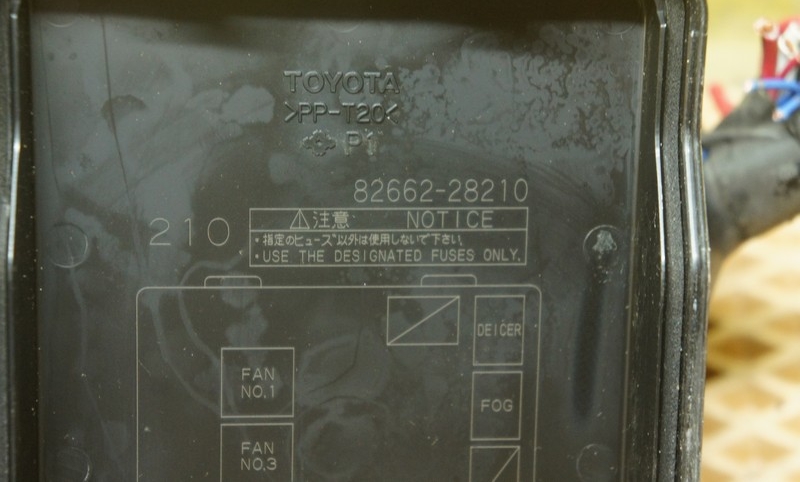 TOYOTA
>PP-T20<
P1
82662-28210
210
⚠注意 NOTICE
・指定のヒューズ以外は使用しないで下さい。
・USE THE DESIGNATED FUSES ONLY.
DEICER
FAN
NO.1
FOG
FAN
NO.3